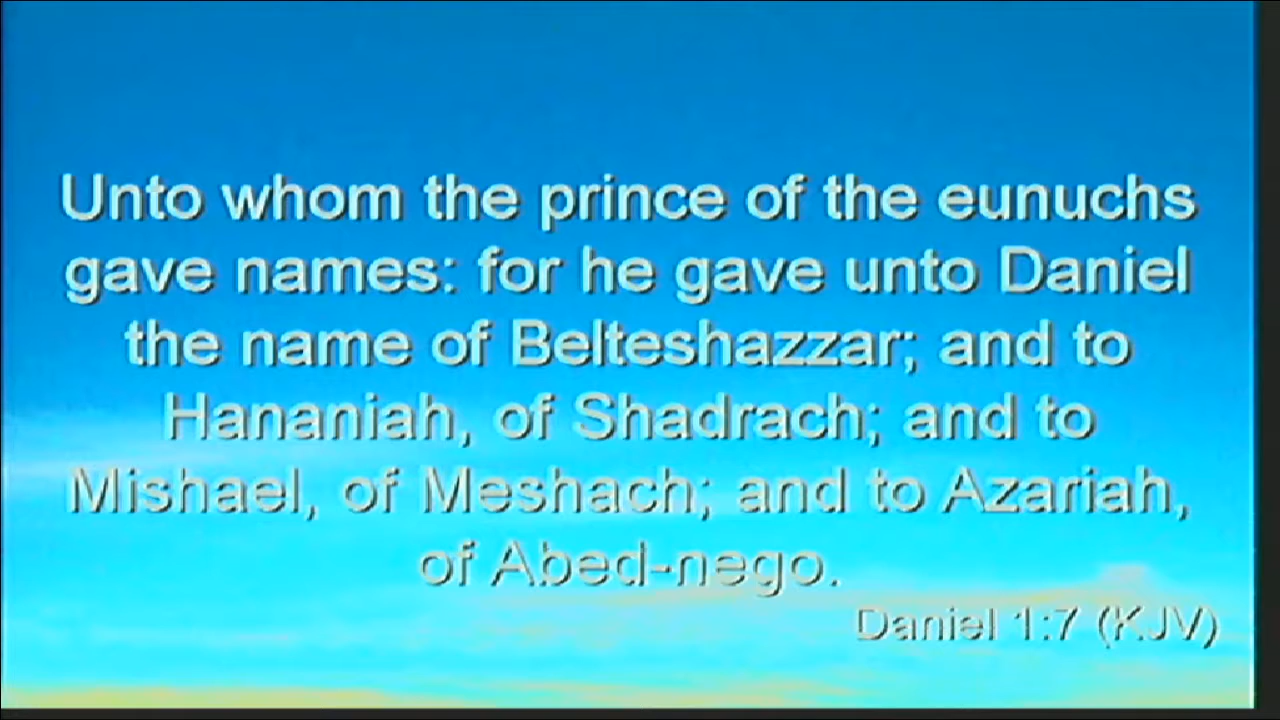 Unto whom the prince of the eunuchs
gave names: for he gave unto Daniel
the name of Belteshazzar; and to
Hananiah, of Shadrach; and to
Mishael, of Meshach; and to Azariah,
of Abed-nego.
Daniel 1:7 (KJV)